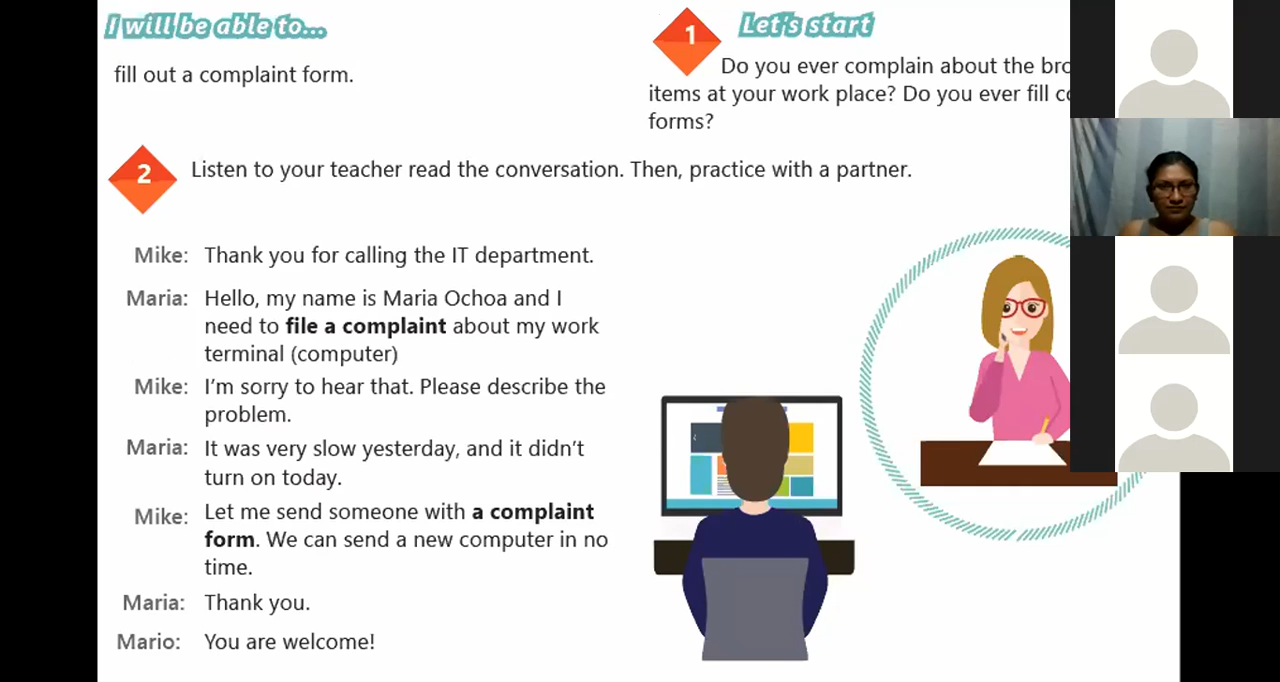 I will be able to...
fill out a complaint form.
1
Let's start
Do you ever complain about the
items at your work place? Do you ever fill
forms?
2
Listen to your teacher read the conversation. Then, practice with a partner.
Mike: Thank you for calling the IT department.
Maria: Hello, my name is Maria Ochoa and I
need to file a complaint about my work
terminal (computer)
Mike: I'm sorry to hear that. Please describe the
problem.
Maria: It was very slow yesterday, and it didn't
turn on today.
Mike: Let me send someone with a complaint
form. We can send a new computer in no
time.
Maria: Thank you.
Mario: You are welcome!